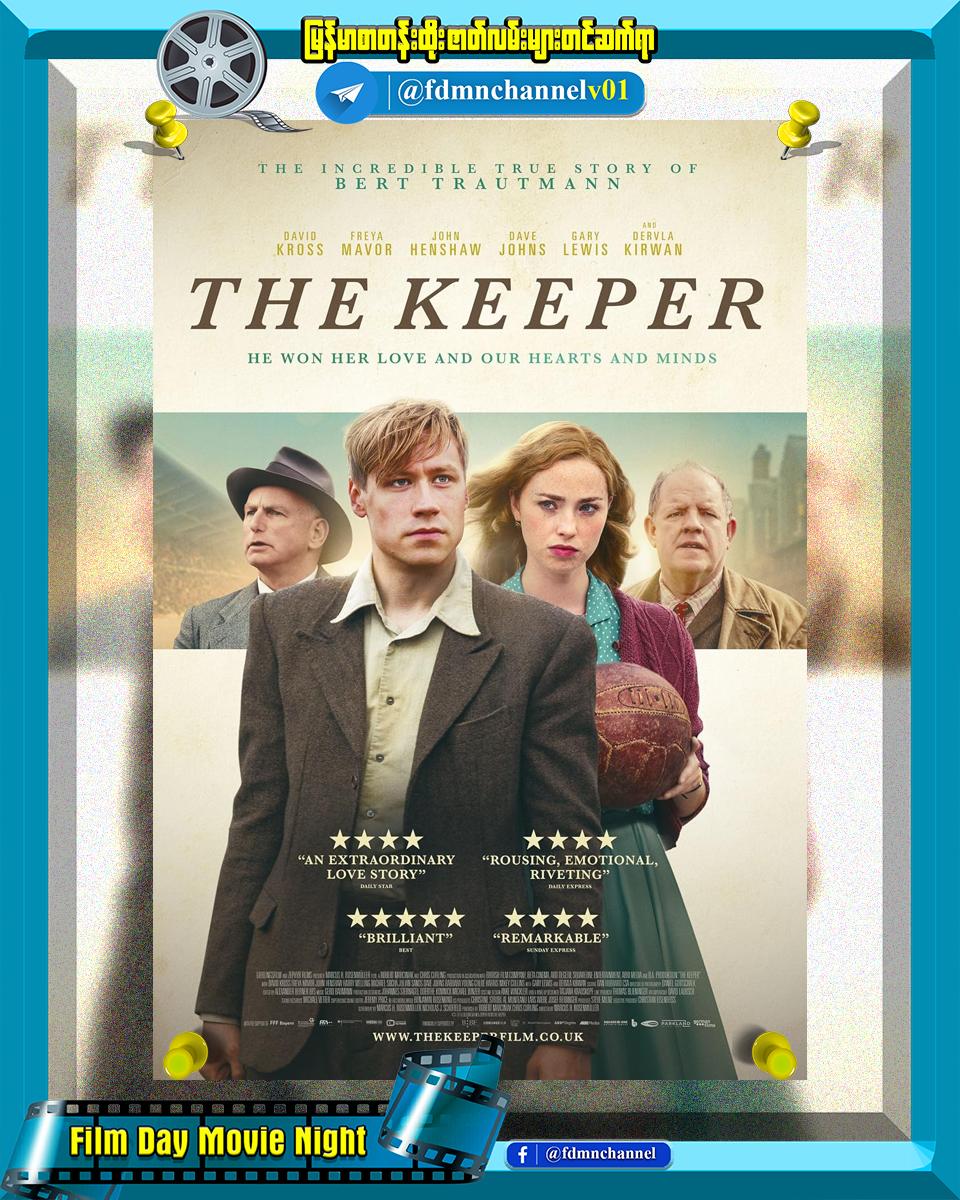 မြန်မာစာတန်းထိုးဇာတ်လမ်းများတင်ဆက်ရာ
@fdmnchannelv01
THE INCREDIBLE TRUE STORY OF
BERT TRAUTMANN
DAVID KROSS FREYA MAVOR JOHN HENSHAW DAVE JOHNS GARY LEWIS AND DERVLA KIRWAN
THE KEEPER
HE WON HER LOVE AND OUR HEARTS AND MINDS
★★★★
“AN EXTRAORDINARY
LOVE STORY”
DAILY STAR
★★★★
“ROUSING, EMOTIONAL,
RIVETING”
DAILY EXPRESS
★★★★★
“BRILLIANT”
BEST
★★★★
“REMARKABLE”
SUNDAY EXPRESS
WWW.THEKEEPERFILM.CO.UK
Film Day Movie Night
f @fdmnchannel